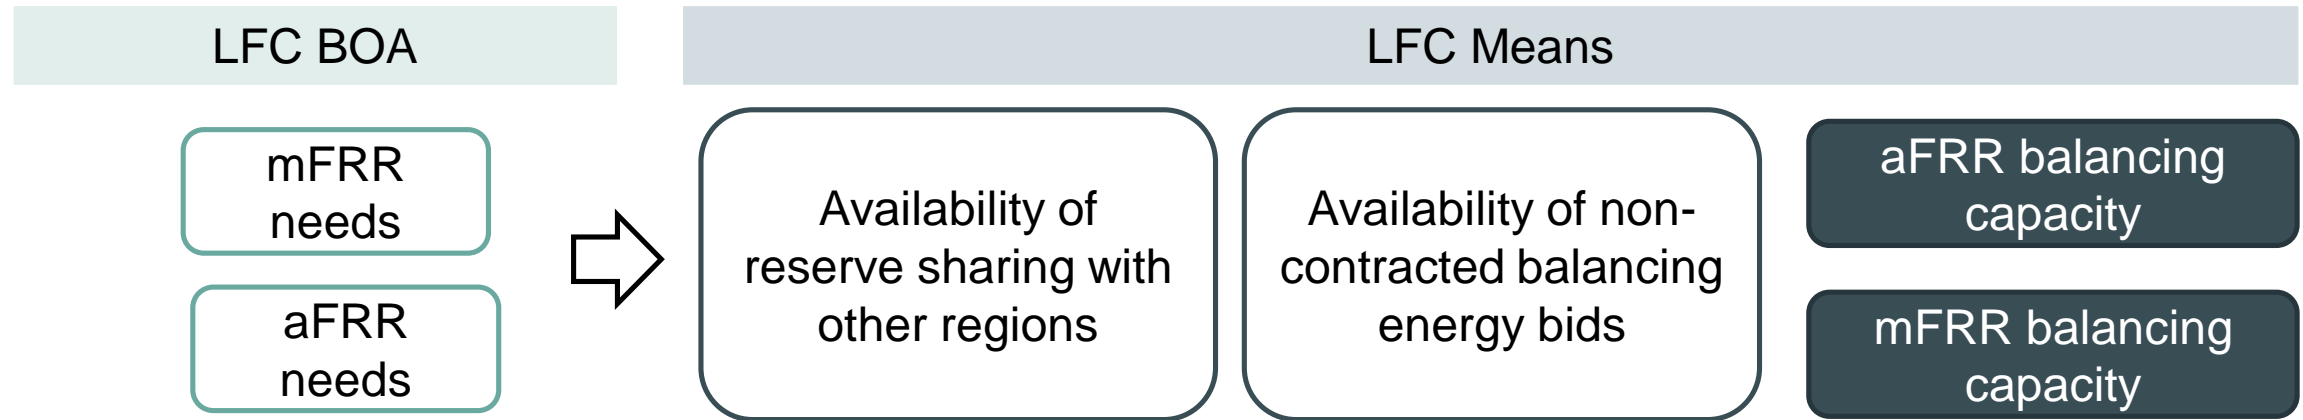 LFC BOA
LFC Means
mFRR
needs
aFRR
needs
Availability of
reserve sharing with
other regions
Availability of non-
contracted balancing
energy bids
aFRR balancing
capacity
mFRR balancing
capacity